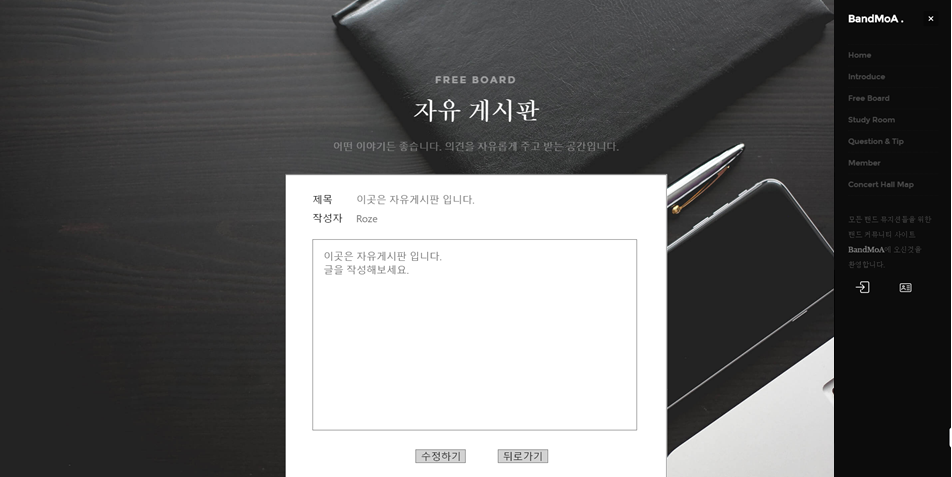 FREE BOARD
자유 게시판
어떤 이야기든 좋습니다. 의견을 자유롭게 주고 받는 공간입니다.
제목 이곳은 자유게시판 입니다.
작성자 Roze
이곳은 자유게시판 입니다.
글을 작성해보세요.
수정하기 뒤로가기
BandMoA .
Home
Introduce
Free Board
Study Room
Question & Tip
Member
Concert Hall Map
모든 밴드 뮤지션들을 위한
밴드 커뮤니티 사이트
BandMoA에 오신것을
환영합니다.